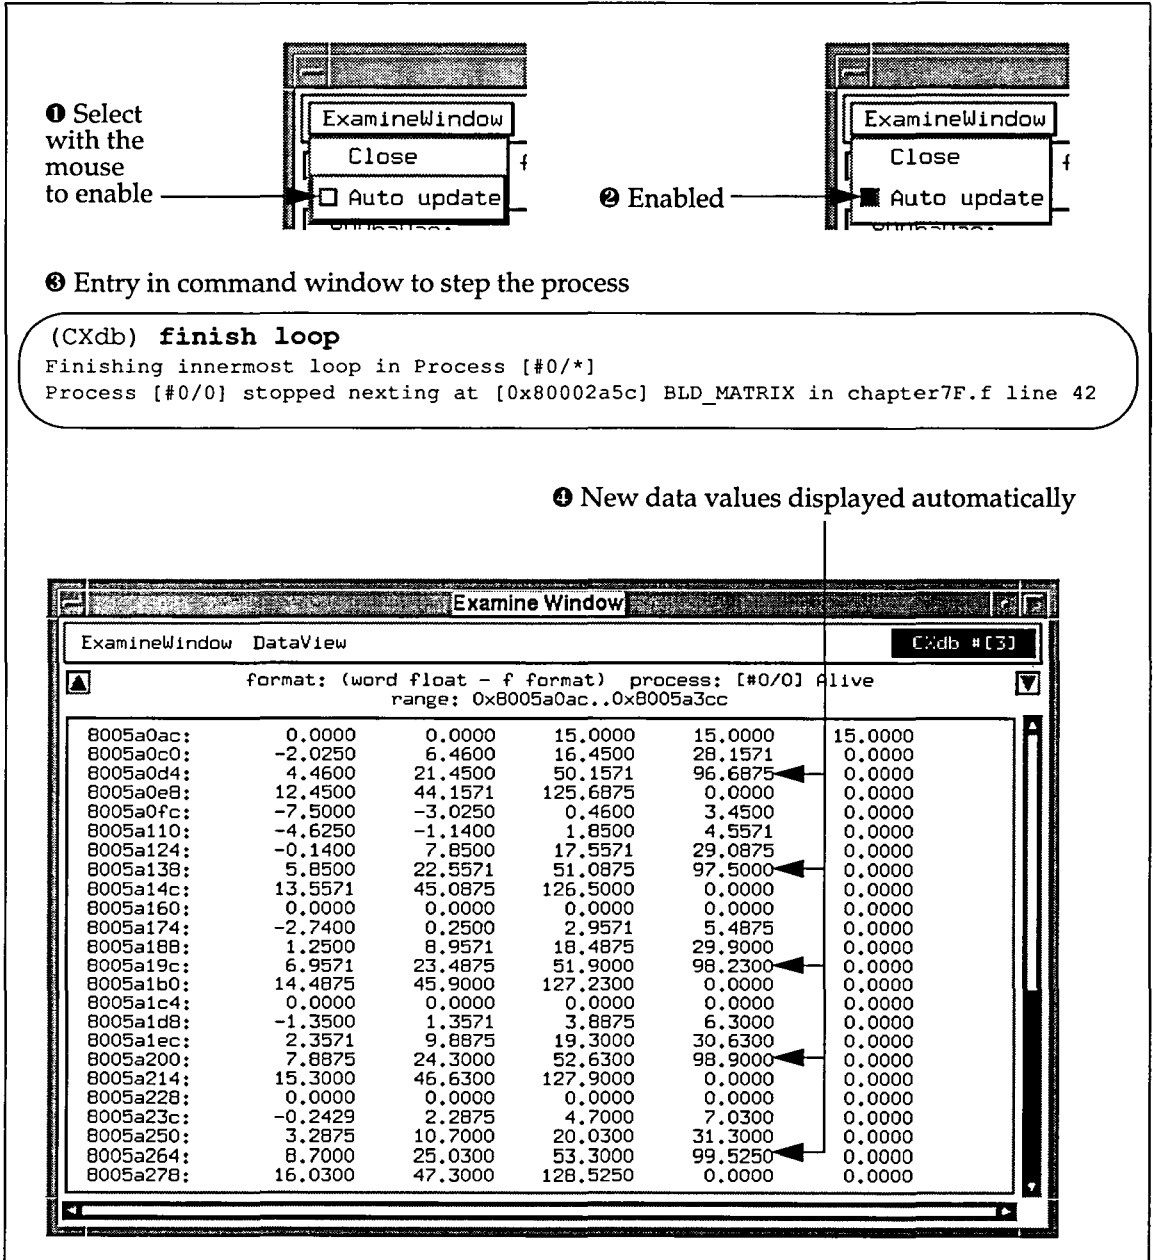 ❶ Select
with the
mouse
to enable
ExamineWindow
Close
Auto update
❷ Enabled
ExamineWindow
Close
Auto update
❸ Entry in command window to step the process
(CXdb) finish loop
Finishing innermost loop in Process [#0/*]
Process [#0/0] stopped nexting at [0x80002a5c] BLD_MATRIX in chapter7F.f line 42
❹ New data values displayed automatically
Examine Window
ExamineWindow DataView CXdb #[3]
format: (word float - f format) process: [#0/0] Alive
range: 0x8005a0ac..0x8005a3cc
8005a0ac: 0.0000 0.0000 15.0000 15.0000 15.0000
8005a0c0: -2.0250 6.4600 16.4500 28.1571 0.0000
8005a0d4: 4.4600 21.4500 50.1571 96.6875 0.0000
8005a0e8: 12.4500 44.1571 125.6875 0.0000 0.0000
8005a0fc: -7.5000 -3.0250 0.4600 3.4500 0.0000
8005a110: -4.6250 -1.1400 1.8500 4.5571 0.0000
8005a124: -0.1400 7.8500 17.5571 29.0875 0.0000
8005a138: 5.8500 22.5571 51.0875 97.5000 0.0000
8005a14c: 13.5571 45.0875 126.5000 0.0000 0.0000
8005a160: 0.0000 0.0000 0.0000 0.0000 0.0000
8005a174: -2.7400 0.2500 2.9571 5.4875 0.0000
8005a188: 1.2500 8.9571 18.4875 29.9000 0.0000
8005a19c: 6.9571 23.4875 51.9000 98.2300 0.0000
8005a1b0: 14.4875 45.9000 127.2300 0.0000 0.0000
8005a1c4: 0.0000 0.0000 0.0000 0.0000 0.0000
8005a1d8: -1.3500 1.3571 3.8875 6.3000 0.0000
8005a1ec: 2.3571 9.8875 19.3000 30.6300 0.0000
8005a200: 7.8875 24.3000 52.6300 98.9000 0.0000
8005a214: 15.3000 46.6300 127.9000 0.0000 0.0000
8005a228: 0.0000 0.0000 0.0000 0.0000 0.0000
8005a23c: -0.2429 2.2875 4.7000 7.0300 0.0000
8005a250: 3.2875 10.7000 20.0300 31.3000 0.0000
8005a264: 8.7000 25.0300 53.3000 99.5250 0.0000
8005a278: 16.0300 47.3000 128.5250 0.0000 0.0000